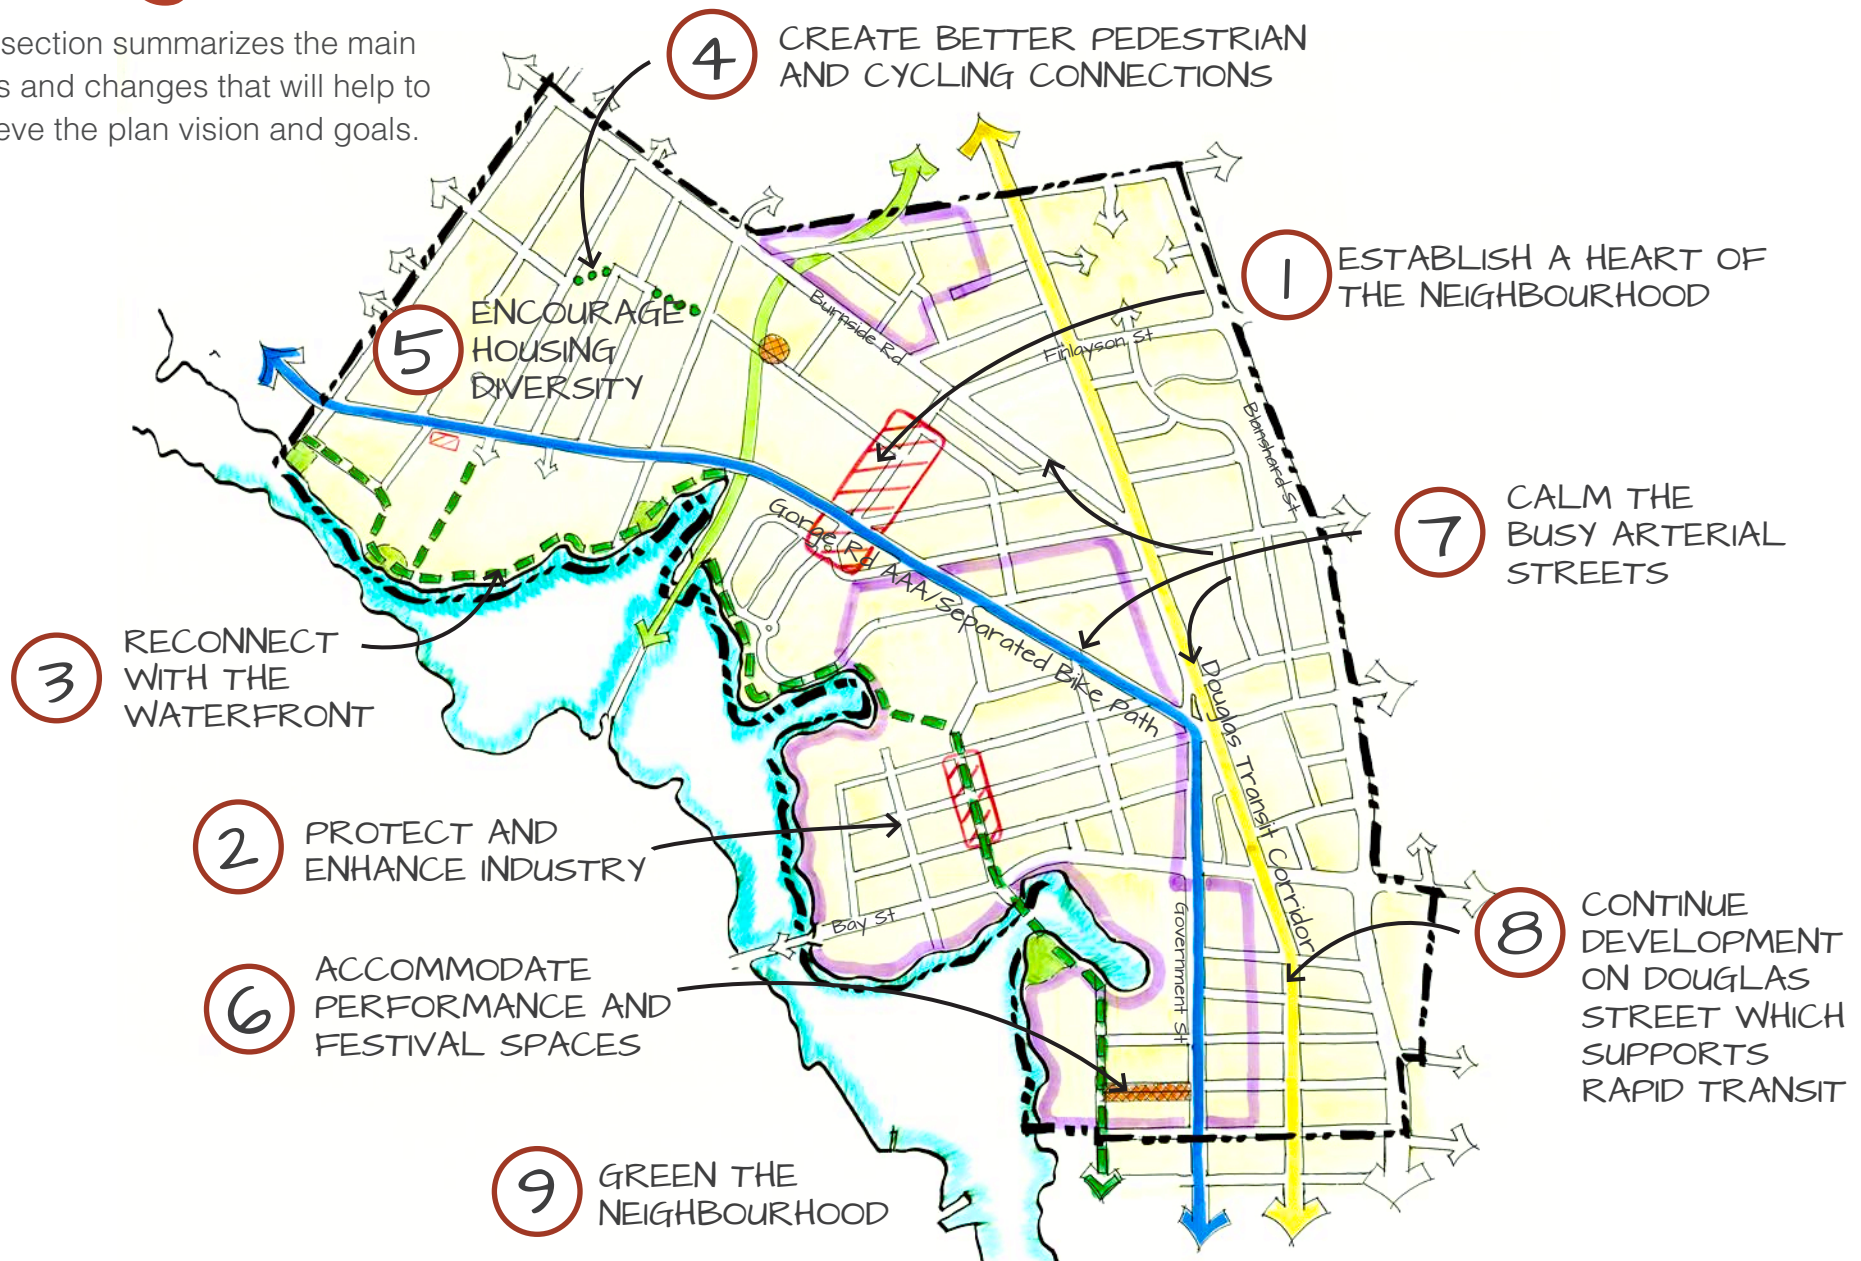 section summarizes the main
s and changes that will help to
eve the plan vision and goals.
4
CREATE BETTER PEDESTRIAN
AND CYCLING CONNECTIONS
1
ESTABLISH A HEART OF
THE NEIGHBOURHOOD
5
ENCOURAGE
HOUSING
DIVERSITY
Burnside Rd
Finlayson St
Blanshard St
7
CALM THE
BUSY ARTERIAL
STREETS
Gorge Rd AAA/Separated Bike Path
3
RECONNECT
WITH THE
WATERFRONT
Douglas Transit Corridor
2
PROTECT AND
ENHANCE INDUSTRY
Bay St
Government St
8
CONTINUE
DEVELOPMENT
ON DOUGLAS
STREET WHICH
SUPPORTS
RAPID TRANSIT
6
ACCOMMODATE
PERFORMANCE AND
FESTIVAL SPACES
9
GREEN THE
NEIGHBOURHOOD